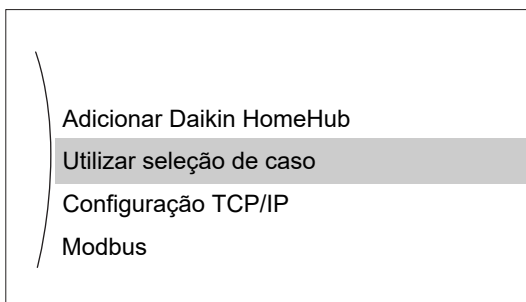 Adicionar Daikin HomeHub
Utilizar seleção de caso
Configuração TCP/IP
Modbus